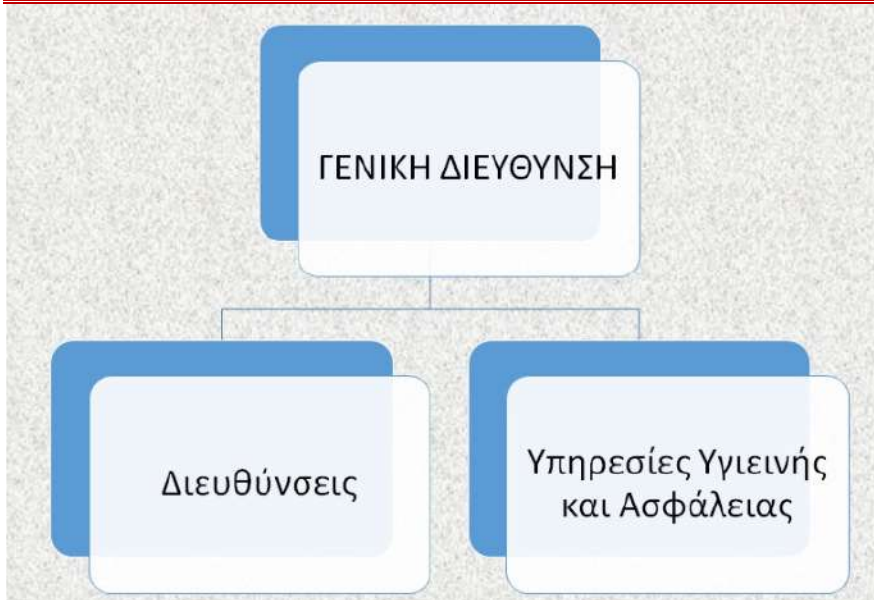 ΓΕΝΙΚΗ ΔΙΕΥΘΥΝΣΗ
Διευθύνσεις
Υπηρεσίες Υγιεινής
και Ασφάλειας